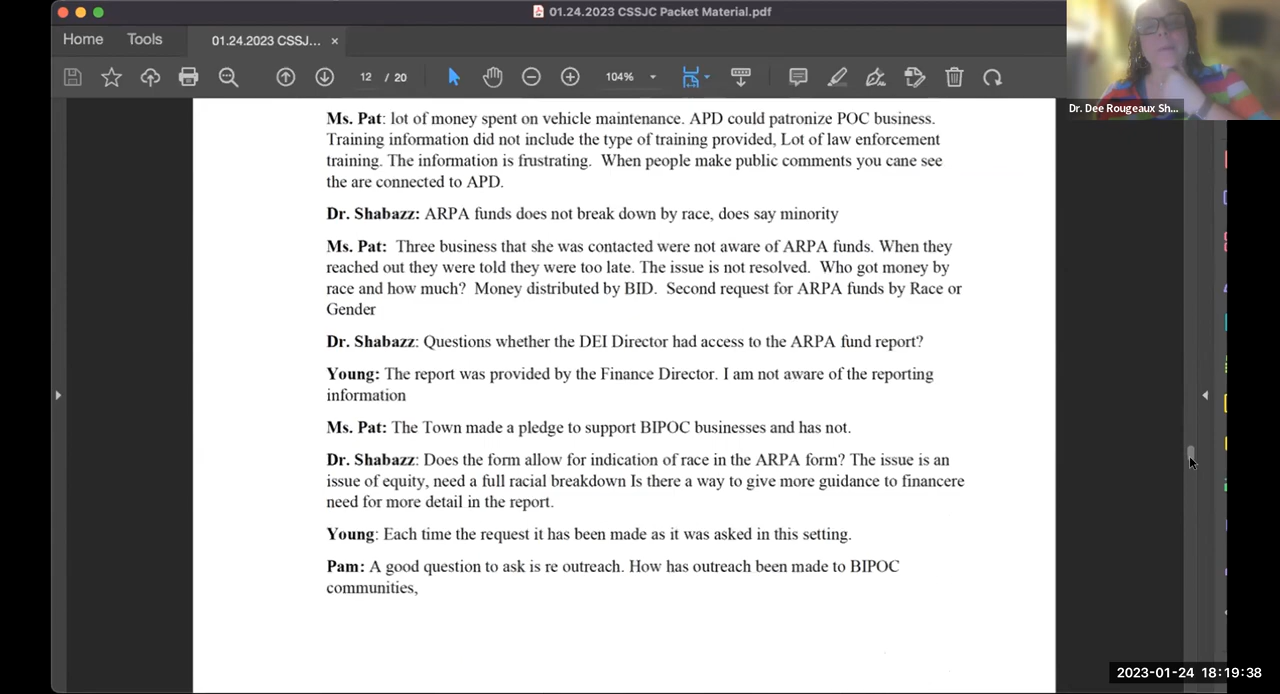 01.24.2023 CSSJC Packet Material.pdf
Home Tools 01.24.2023 CSSJ... ×
12 / 20 104%
Dr. Dee Rougeaux Sh...
Ms. Pat: lot of money spent on vehicle maintenance. APD could patronize POC business.
Training information did not include the type of training provided, Lot of law enforcement
training. The information is frustrating. When people make public comments you cane see
the are connected to APD.
Dr. Shabazz: ARPA funds does not break down by race, does say minority
Ms. Pat: Three business that she was contacted were not aware of ARPA funds. When they
reached out they were told they were too late. The issue is not resolved. Who got money by
race and how much? Money distributed by BID. Second request for ARPA funds by Race or
Gender
Dr. Shabazz: Questions whether the DEI Director had access to the ARPA fund report?
Young: The report was provided by the Finance Director. I am not aware of the reporting
information
Ms. Pat: The Town made a pledge to support BIPOC businesses and has not.
Dr. Shabazz: Does the form allow for indication of race in the ARPA form? The issue is an
issue of equity, need a full racial breakdown Is there a way to give more guidance to financere
need for more detail in the report.
Young: Each time the request it has been made as it was asked in this setting.
Pam: A good question to ask is re outreach. How has outreach been made to BIPOC
communities,
2023-01-24 18:19:38